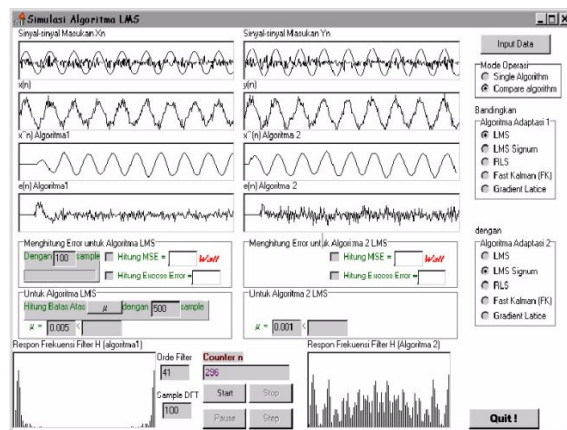 Simulasi Algoritma LMS
Sinyal-sinyal Masukan Xn
Sinyal-sinyal Masukan Yn
x(n)
y(n)
x^(n) Algoritma1
x^(n) Algoritma 2
e(n) Algoritma1
e(n) Algoritma 2
Input Data
Mode Operasi
Single Algorithm
Compare algorithm
Bandingkan
Algoritma Adaptasi 1
LMS
LMS Signum
RLS
Fast Kalman (FK)
Gradient Latice
dengan
Algoritma Adaptasi 2
LMS
LMS Signum
RLS
Fast Kalman (FK)
Gradient Latice
Menghitung Error untuk Algoritma LMS
Dengan 100 sample
Hitung MSE =
Hitung Excess Error =
Menghitung Error untuk Algoritma 2 LMS
Hitung MSE =
Hitung Excess Error =
Untuk Algoritma LMS
Hitung Batas Atas μ dengan 500 sample
μ = 0.005 <
Untuk Algoritma 2 LMS
μ = 0.001 <
Respon Frekuensi Filter H (algoritma1)
Orde Filter
41
Sample DFT
100
Counter n
296
Start
Stop
Pause
Step
Respon Frekuensi Filter H (Algoritma 2)
Quit !